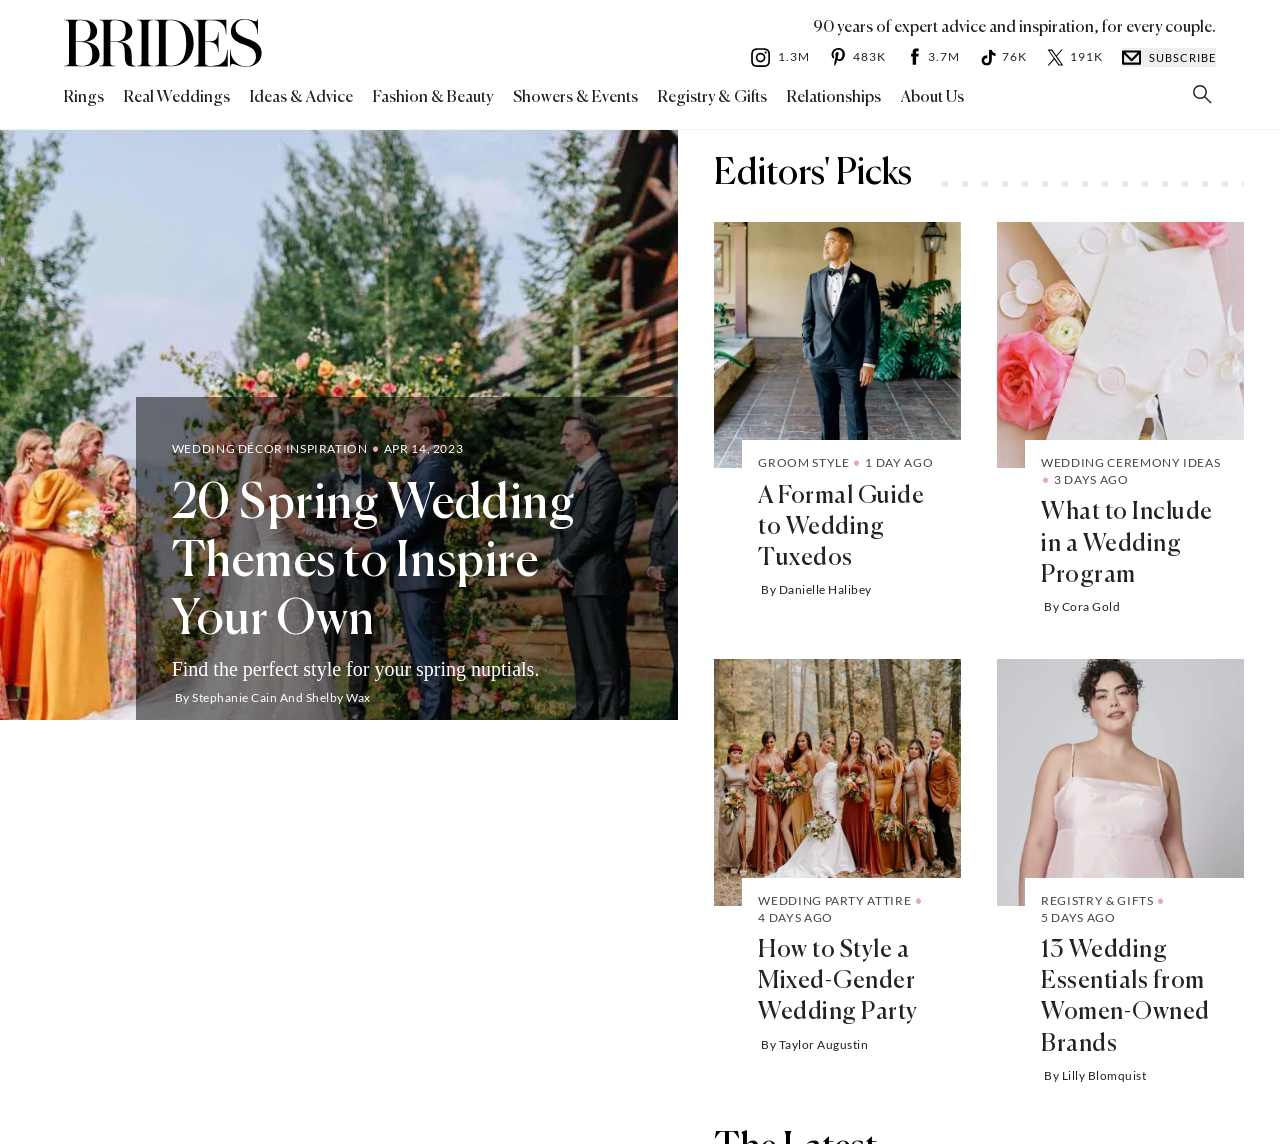 BRIDES
90 years of expert advice and inspiration, for every couple.
1.3M 483K 3.7M 76K 191K SUBSCRIBE
Rings Real Weddings Ideas & Advice Fashion & Beauty Showers & Events Registry & Gifts Relationships About Us
WEDDING DÉCOR INSPIRATION • APR 14, 2023
20 Spring Wedding
Themes to Inspire
Your Own
Find the perfect style for your spring nuptials.
By Stephanie Cain And Shelby Wax
Editors' Picks
GROOM STYLE • 1 DAY AGO
A Formal Guide
to Wedding
Tuxedos
By Danielle Halibey
WEDDING CEREMONY IDEAS
• 3 DAYS AGO
What to Include
in a Wedding
Program
By Cora Gold
WEDDING PARTY ATTIRE •
4 DAYS AGO
How to Style a
Mixed-Gender
Wedding Party
By Taylor Augustin
REGISTRY & GIFTS •
5 DAYS AGO
13 Wedding
Essentials from
Women-Owned
Brands
By Lilly Blomquist
The Latest